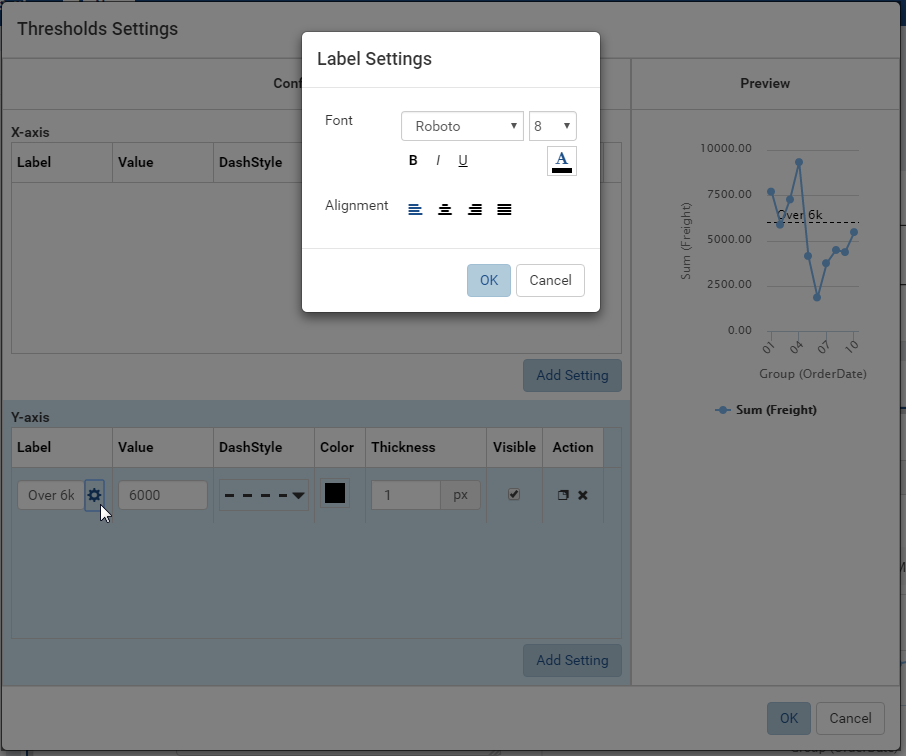 Thresholds Settings
Label Settings
Conf
Preview
Font
Roboto
8
B I U
A
Alignment
OK
Cancel
X-axis
Label
Value
DashStyle
Add Setting
Y-axis
Label
Value
DashStyle
Color
Thickness
Visible
Action
Over 6k
6000
1
px
Add Setting
10000.00
7500.00
5000.00
2500.00
0.00
Sum (Freight)
Over 6k
01
04
07
10
Group (OrderDate)
Sum (Freight)
OK
Cancel